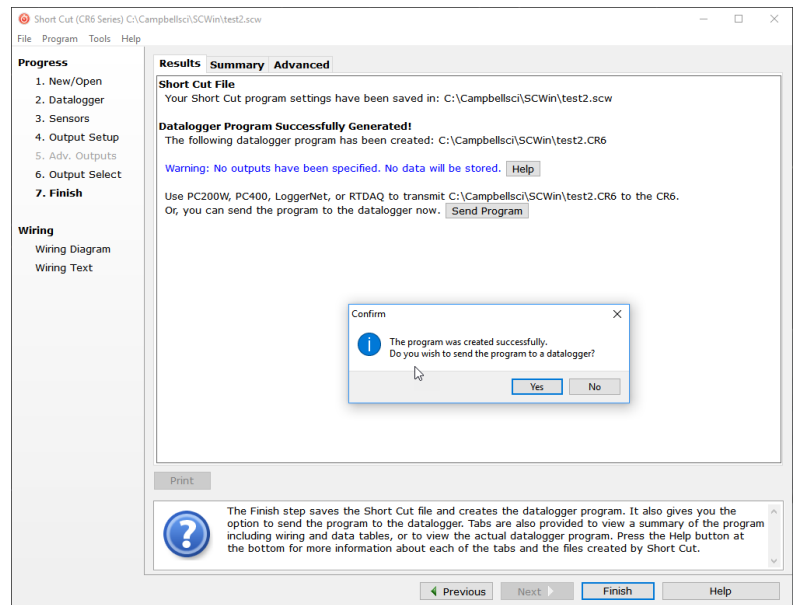 Short Cut (CR6 Series) C:\Campbellsci\SCWin\test2.scw
File Program Tools Help
Progress
1. New/Open
2. Datalogger
3. Sensors
4. Output Setup
5. Adv. Outputs
6. Output Select
7. Finish
Wiring
Wiring Diagram
Wiring Text
Results Summary Advanced
Short Cut File
Your Short Cut program settings have been saved in: C:\Campbellsci\SCWin\test2.scw
Datalogger Program Successfully Generated!
The following datalogger program has been created: C:\Campbellsci\SCWin\test2.CR6
Warning: No outputs have been specified. No data will be stored. Help
Use PC200W, PC400, LoggerNet, or RTDAQ to transmit C:\Campbellsci\SCWin\test2.CR6 to the CR6.
Or, you can send the program to the datalogger now. Send Program
Confirm
The program was created successfully.
Do you wish to send the program to a datalogger?
Yes No
Print
The Finish step saves the Short Cut file and creates the datalogger program. It also gives you the
option to send the program to the datalogger. Tabs are also provided to view a summary of the program
including wiring and data tables, or to view the actual datalogger program. Press the Help button at
the bottom for more information about each of the tabs and the files created by Short Cut.
Previous Next Finish Help